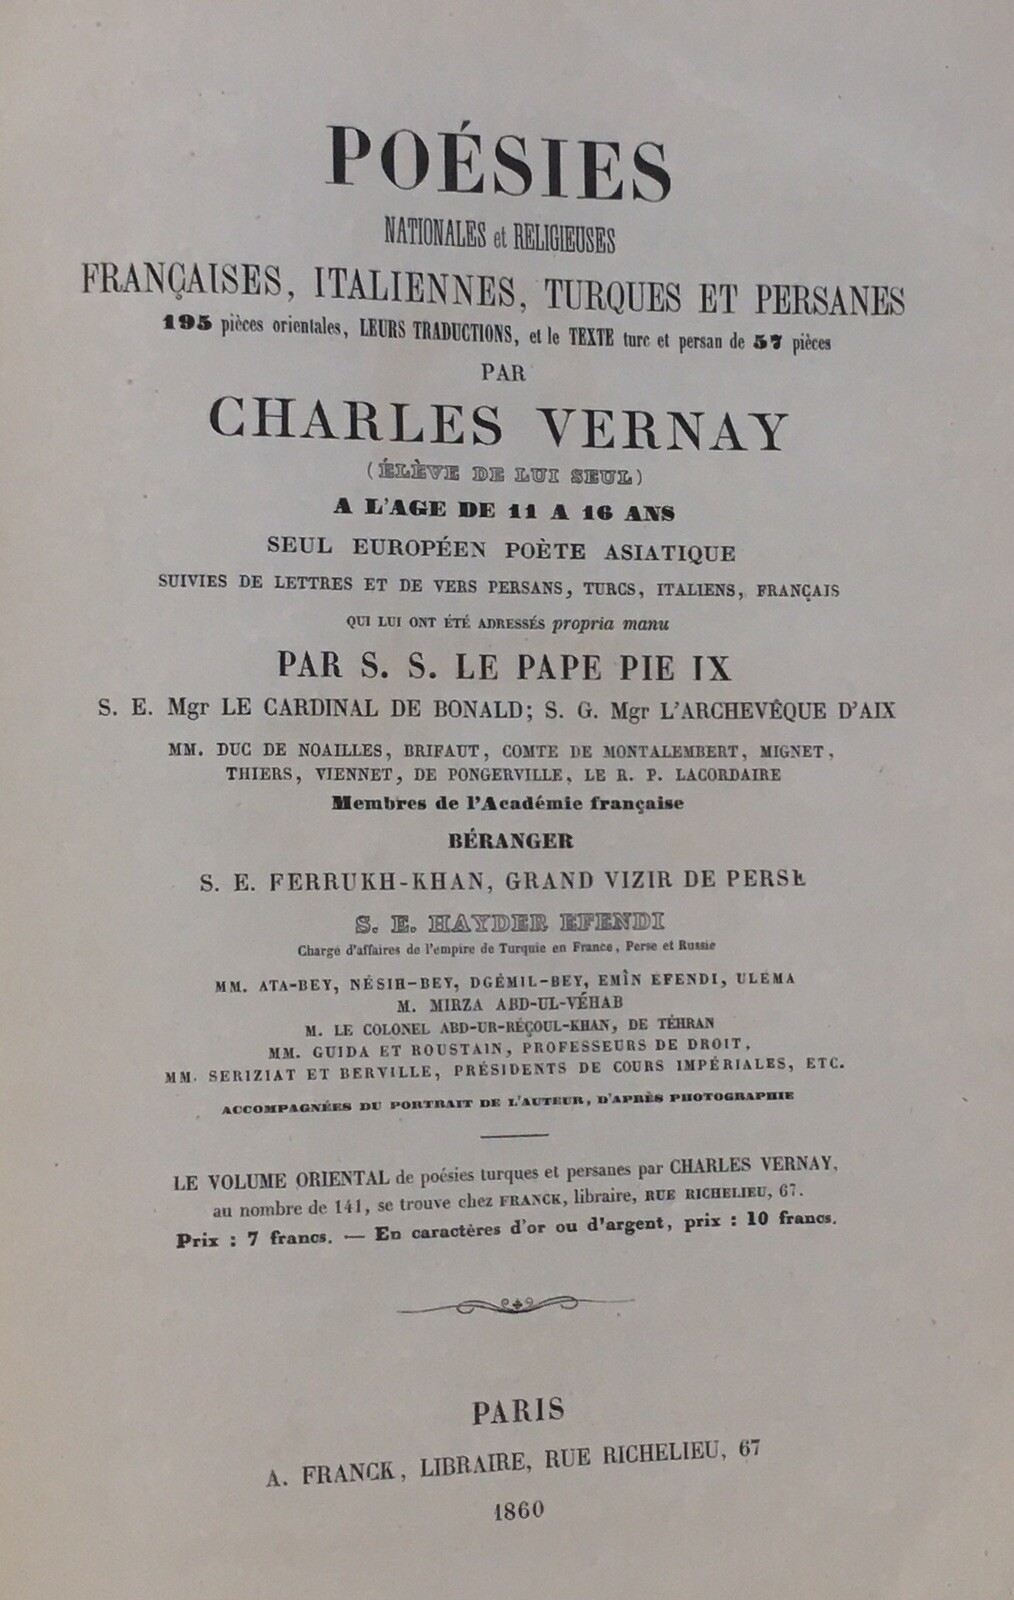 POÉSIES
NATIONALES et RELIGIEUSES
FRANÇAISES, ITALIENNES, TURQUES ET PERSANES
195 pièces orientales, LEURS TRADUCTIONS, et le TEXTE turc et persan de 57 pièces
PAR
CHARLES VERNAY
(ÉLÈVE DE LUI SEUL)
A L'AGE DE 11 A 16 ANS
SEUL EUROPÉEN POÈTE ASIATIQUE
SUIVIES DE LETTRES ET DE VERS PERSANS, TURCS, ITALIENS, FRANÇAIS
QUI LUI ONT ÉTÉ ADRESSÉS propria manu
PAR S. S. LE PAPE PIE IX
S. E. Mgr LE CARDINAL DE BONALD; S. G. Mgr L'ARCHEVÊQUE D'AIX
MM. DUC DE NOAILLES, BRIFAUT, COMTE DE MONTALEMBERT, MIGNET,
THIERS, VIENNET, DE PONGERVILLE, LE R. P. LACORDAIRE
Membres de l'Académie française
BÉRANGER
S. E. FERRUKH-KHAN, GRAND VIZIR DE PERSE
S. E. HAYDER EFENDI
Chargé d'affaires de l'empire de Turquie en France, Perse et Russie
MM. ATA-BEY, NÉSIH-BEY, DGÉMIL-BEY, EMÎN EFENDI, ULÉMA
M. MIRZA ABD-UL-VÉHAB
M. LE COLONEL ABD-UR-RÉÇOUL-KHAN, DE TÉHRAN
MM. GUIDA ET ROUSTAIN, PROFESSEURS DE DROIT,
MM. SERIZIAT ET BERVILLE, PRÉSIDENTS DE COURS IMPÉRIALES, ETC.
ACCOMPAGNÉES DU PORTRAIT DE L'AUTEUR, D'APRÈS PHOTOGRAPHIE
LE VOLUME ORIENTAL de poésies turques et persanes par CHARLES VERNAY,
au nombre de 141, se trouve chez FRANCK, libraire, RUE RICHELIEU, 67.
Prix : 7 francs. — En caractères d'or ou d'argent, prix : 10 francs.
PARIS
A. FRANCK, LIBRAIRE, RUE RICHELIEU, 67
1860